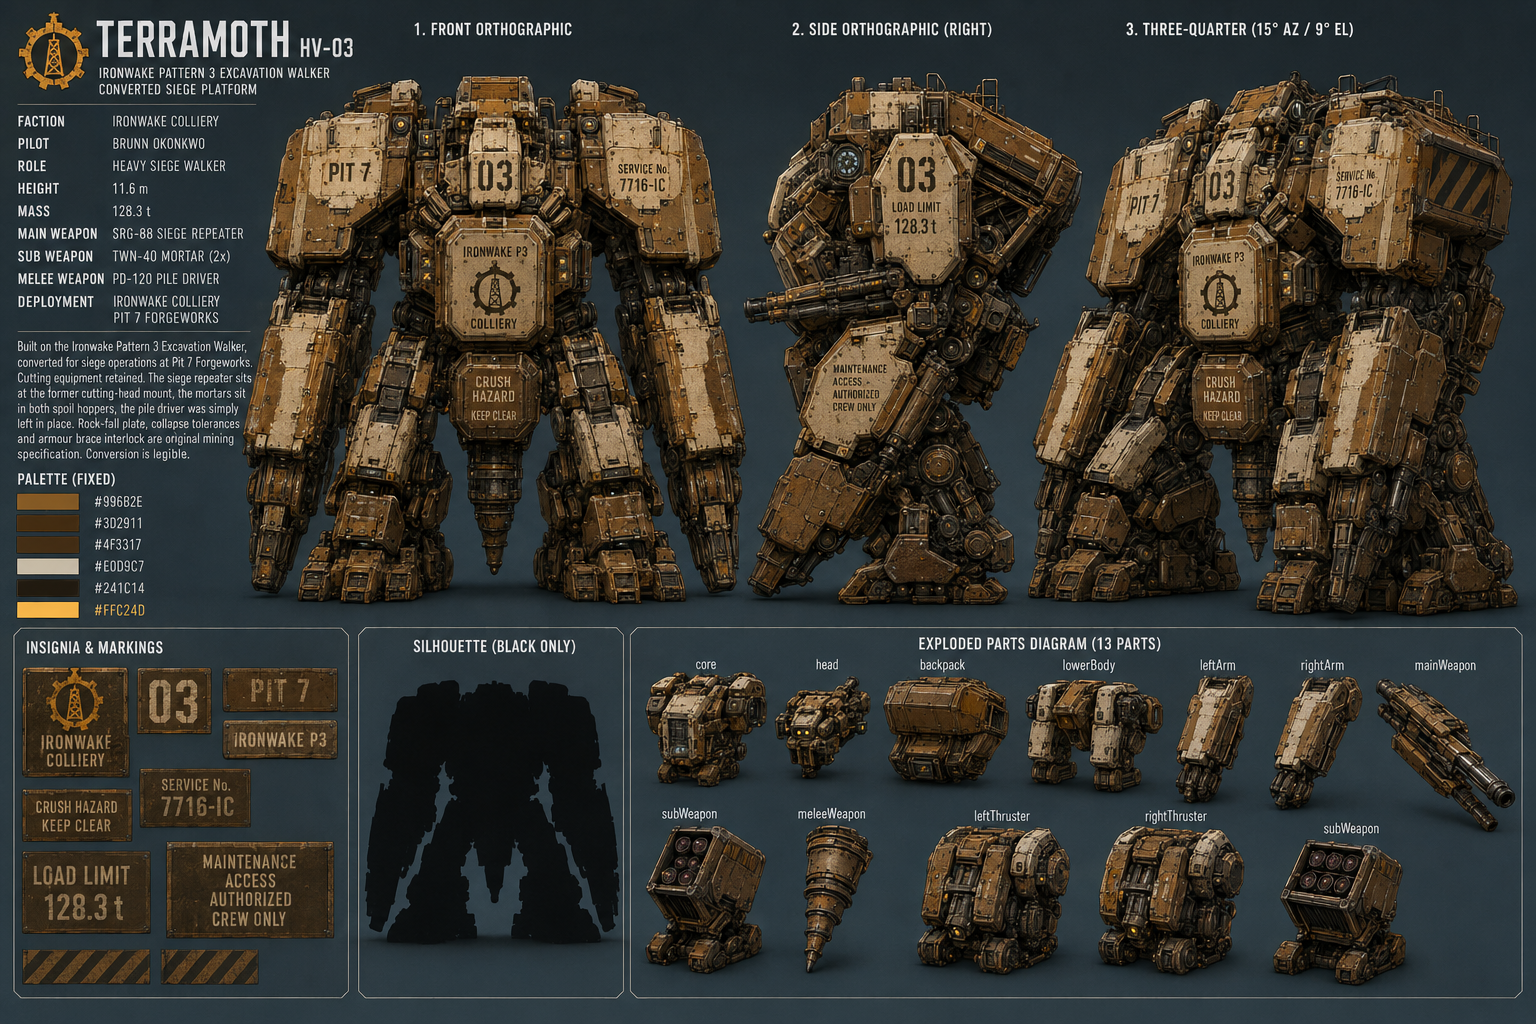 TERRAMOTH HV-03
IRONWAKE PATTERN 3 EXCAVATION WALKER
CONVERTED SIEGE PLATFORM
FACTION IRONWAKE COLLIERY
PILOT BRUNN OKONKWO
ROLE HEAVY SIEGE WALKER
HEIGHT 11.6 m
MASS 128.3 t
MAIN WEAPON SRG-88 SIEGE REPEATER
SUB WEAPON TWN-40 MORTAR (2x)
MELEE WEAPON PD-120 PILE DRIVER
DEPLOYMENT IRONWAKE COLLIERY
PIT 7 FORGEWORKS
Built on the Ironwake Pattern 3 Excavation Walker,
converted for siege operations at Pit 7 Forgeworks.
Cutting equipment retained. The siege repeater sits
at the former cutting-head mount, the mortars sit
in both spoil hoppers, the pile driver was simply
left in place. Rock-fall plate, collapse tolerances
and armour brace interlock are original mining
specification. Conversion is legible.
PALETTE (FIXED)
#996B2E
#3D2911
#4F3317
#E0D9C7
#241C14
#FFC24D
1. FRONT ORTHOGRAPHIC
PIT 7
03
SERVICE No.
7716-IC
IRONWAKE P3
COLLIERY
CRUSH
HAZARD
KEEP CLEAR
2. SIDE ORTHOGRAPHIC (RIGHT)
03
LOAD LIMIT
128.3 t
MAINTENANCE
ACCESS -
AUTHORIZED
CREW ONLY
3. THREE-QUARTER (15° AZ / 9° EL)
PIT 7
03
SERVICE No.
7716-IC
IRONWAKE P3
COLLIERY
CRUSH
HAZARD
KEEP CLEAR
INSIGNIA & MARKINGS
IRONWAKE
COLLIERY
03
PIT 7
IRONWAKE P3
CRUSH HAZARD
KEEP CLEAR
SERVICE No.
7716-IC
LOAD LIMIT
128.3 t
MAINTENANCE
ACCESS
AUTHORIZED
CREW ONLY
SILHOUETTE (BLACK ONLY)
EXPLODED PARTS DIAGRAM (13 PARTS)
core
head
backpack
lowerBody
leftArm
rightArm
mainWeapon
subWeapon
meleeWeapon
leftThruster
rightThruster
subWeapon